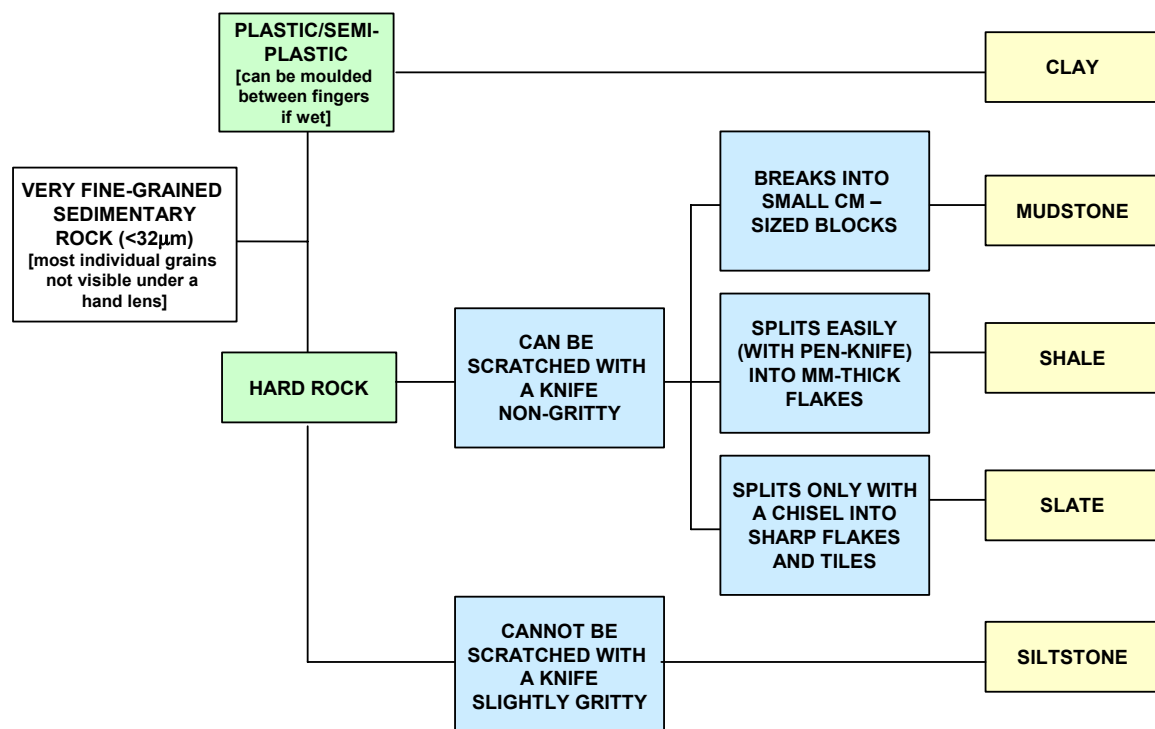 PLASTIC/SEMI-
PLASTIC
[can be moulded
between fingers
if wet]
CLAY
VERY FINE-GRAINED
SEDIMENTARY
ROCK (<32µm)
[most individual grains
not visible under a
hand lens]
BREAKS INTO
SMALL CM –
SIZED BLOCKS
MUDSTONE
HARD ROCK
CAN BE
SCRATCHED WITH
A KNIFE
NON-GRITTY
SPLITS EASILY
(WITH PEN-KNIFE)
INTO MM-THICK
FLAKES
SHALE
SPLITS ONLY WITH
A CHISEL INTO
SHARP FLAKES
AND TILES
SLATE
CANNOT BE
SCRATCHED WITH
A KNIFE
SLIGHTLY GRITTY
SILTSTONE